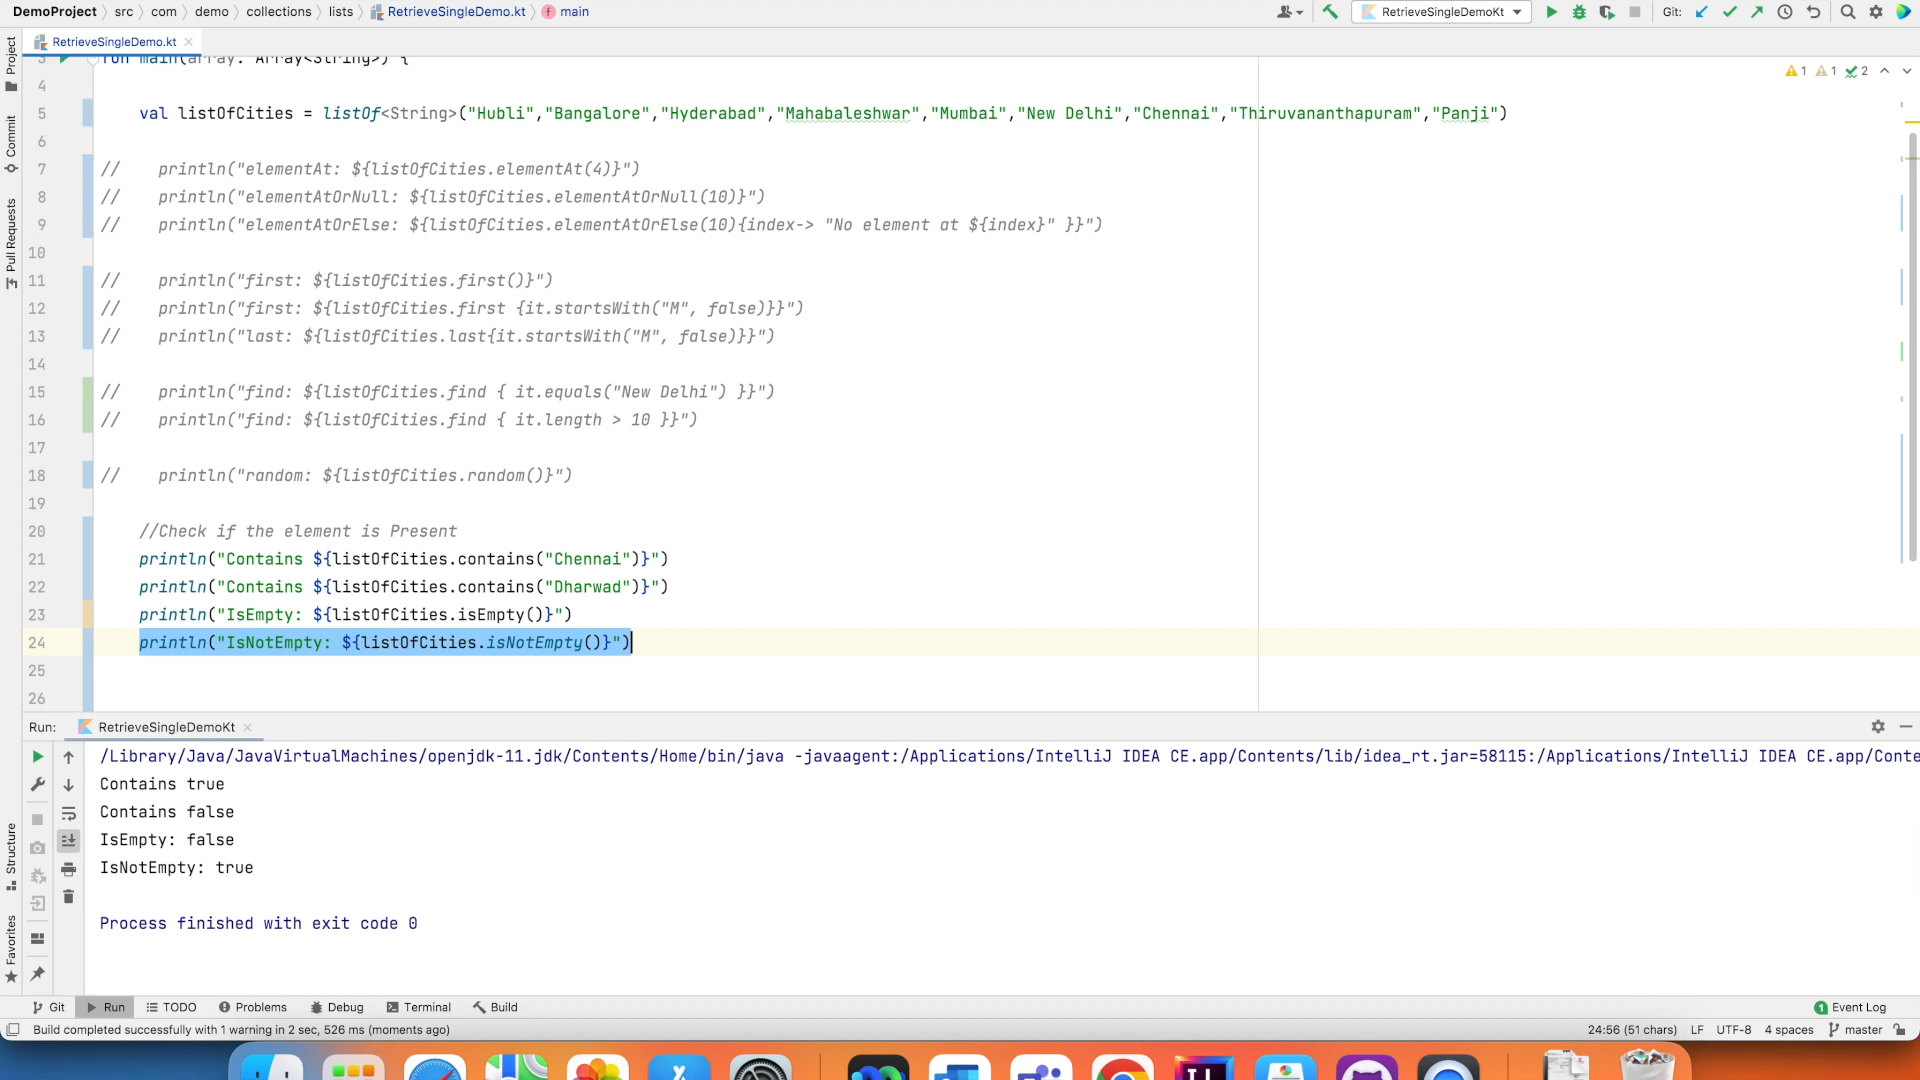 DemoProject src com demo collections lists RetrieveSingleDemo.kt main RetrieveSingleDemoKt Git:
RetrieveSingleDemo.kt
Project
Commit
Pull Requests
Structure
Favorites
1 1 2
3 fun main(array: Array<String>) {
4
5 val listOfCities = listOf<String>("Hubli","Bangalore","Hyderabad","Mahabaleshwar","Mumbai","New Delhi","Chennai","Thiruvananthapuram","Panji")
6
7 // println("elementAt: ${listOfCities.elementAt(4)}")
8 // println("elementAtOrNull: ${listOfCities.elementAtOrNull(10)}")
9 // println("elementAtOrElse: ${listOfCities.elementAtOrElse(10){index-> "No element at ${index}" }}")
10
11 // println("first: ${listOfCities.first()}")
12 // println("first: ${listOfCities.first {it.startsWith("M", false)}}")
13 // println("last: ${listOfCities.last{it.startsWith("M", false)}}")
14
15 // println("find: ${listOfCities.find { it.equals("New Delhi") }}")
16 // println("find: ${listOfCities.find { it.length > 10 }}")
17
18 // println("random: ${listOfCities.random()}")
19
20 //Check if the element is Present
21 println("Contains ${listOfCities.contains("Chennai")}")
22 println("Contains ${listOfCities.contains("Dharwad")}")
23 println("IsEmpty: ${listOfCities.isEmpty()}")
24 println("IsNotEmpty: ${listOfCities.isNotEmpty()}")
25
26
Run: RetrieveSingleDemoKt
/Library/Java/JavaVirtualMachines/openjdk-11.jdk/Contents/Home/bin/java -javaagent:/Applications/IntelliJ IDEA CE.app/Contents/lib/idea_rt.jar=58115:/Applications/IntelliJ IDEA CE.app/Conte
Contains true
Contains false
IsEmpty: false
IsNotEmpty: true
Process finished with exit code 0
Git Run TODO Problems Debug Terminal Build 1 Event Log
Build completed successfully with 1 warning in 2 sec, 526 ms (moments ago) 24:56 (51 chars) LF UTF-8 4 spaces master